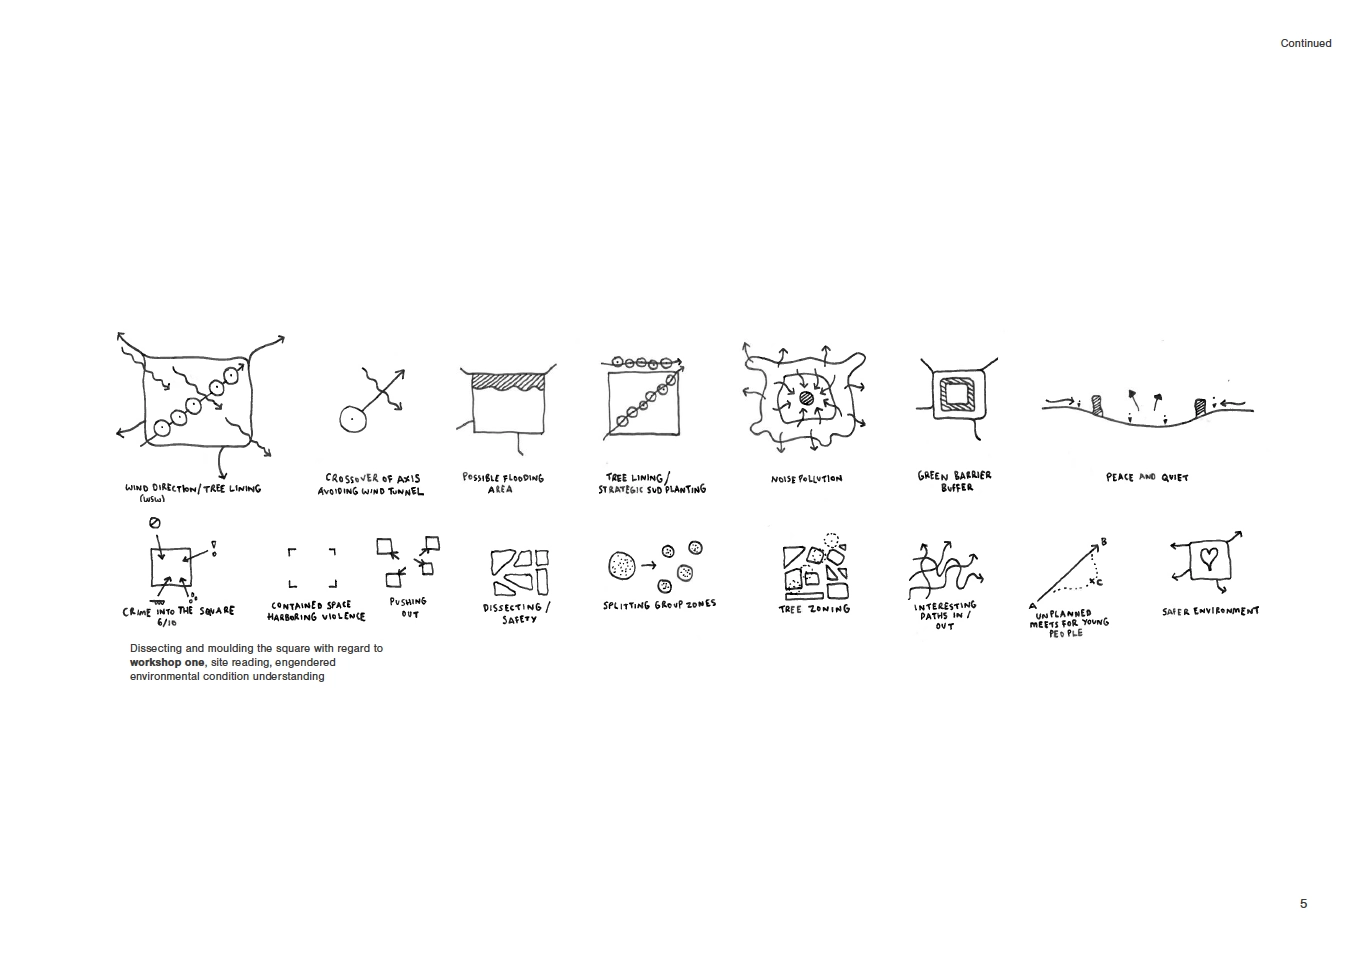 Continued
WIND DIRECTION/TREE LINING
(WSW)
CROSSOVER OF AXIS
AVOIDING WIND TUNNEL
POSSIBLE FLOODING
AREA
TREE LINING/
STRATEGIC SUD PLANTING
NOISE POLLUTION
GREEN BARRIER
BUFFER
PEACE AND QUIET
CRIME INTO THE SQUARE
6/10
CONTAINED SPACE
HARBORING VIOLENCE
PUSHING
OUT
DISSECTING/
SAFETY
SPLITTING GROUP ZONES
TREE ZONING
INTERESTING
PATHS IN/
OUT
B
C
A
UNPLANNED
MEETS FOR YOUNG
PEOPLE
SAFER ENVIRONMENT
Dissecting and moulding the square with regard to
workshop one, site reading, engendered
environmental condition understanding
5